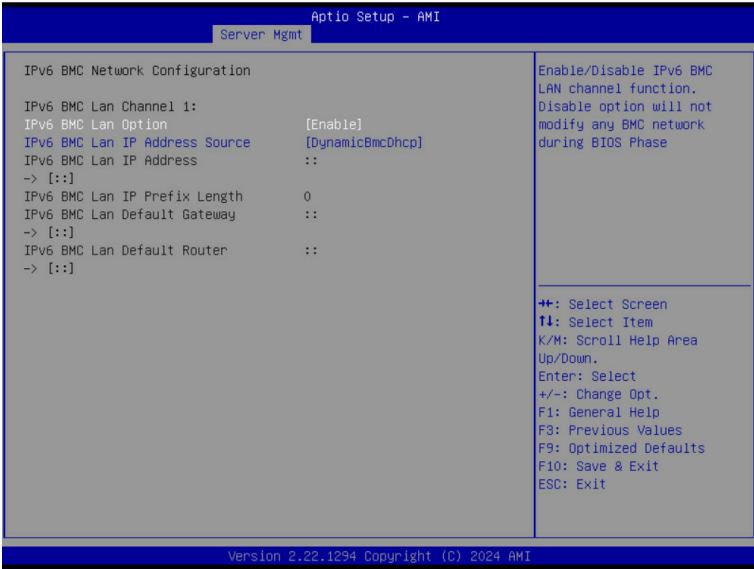 Aptio Setup – AMI
Server Mgmt
IPv6 BMC Network Configuration
IPv6 BMC Lan Channel 1:
IPv6 BMC Lan Option [Enable]
IPv6 BMC Lan IP Address Source [DynamicBmcDhcp]
IPv6 BMC Lan IP Address ::
-> [::]
IPv6 BMC Lan IP Prefix Length 0
IPv6 BMC Lan Default Gateway ::
-> [::]
IPv6 BMC Lan Default Router ::
-> [::]
Enable/Disable IPv6 BMC
LAN channel function.
Disable option will not
modify any BMC network
during BIOS Phase
→←: Select Screen
↑↓: Select Item
K/M: Scroll Help Area
Up/Down.
Enter: Select
+/-: Change Opt.
F1: General Help
F3: Previous Values
F9: Optimized Defaults
F10: Save & Exit
ESC: Exit
Version 2.22.1294 Copyright (C) 2024 AMI